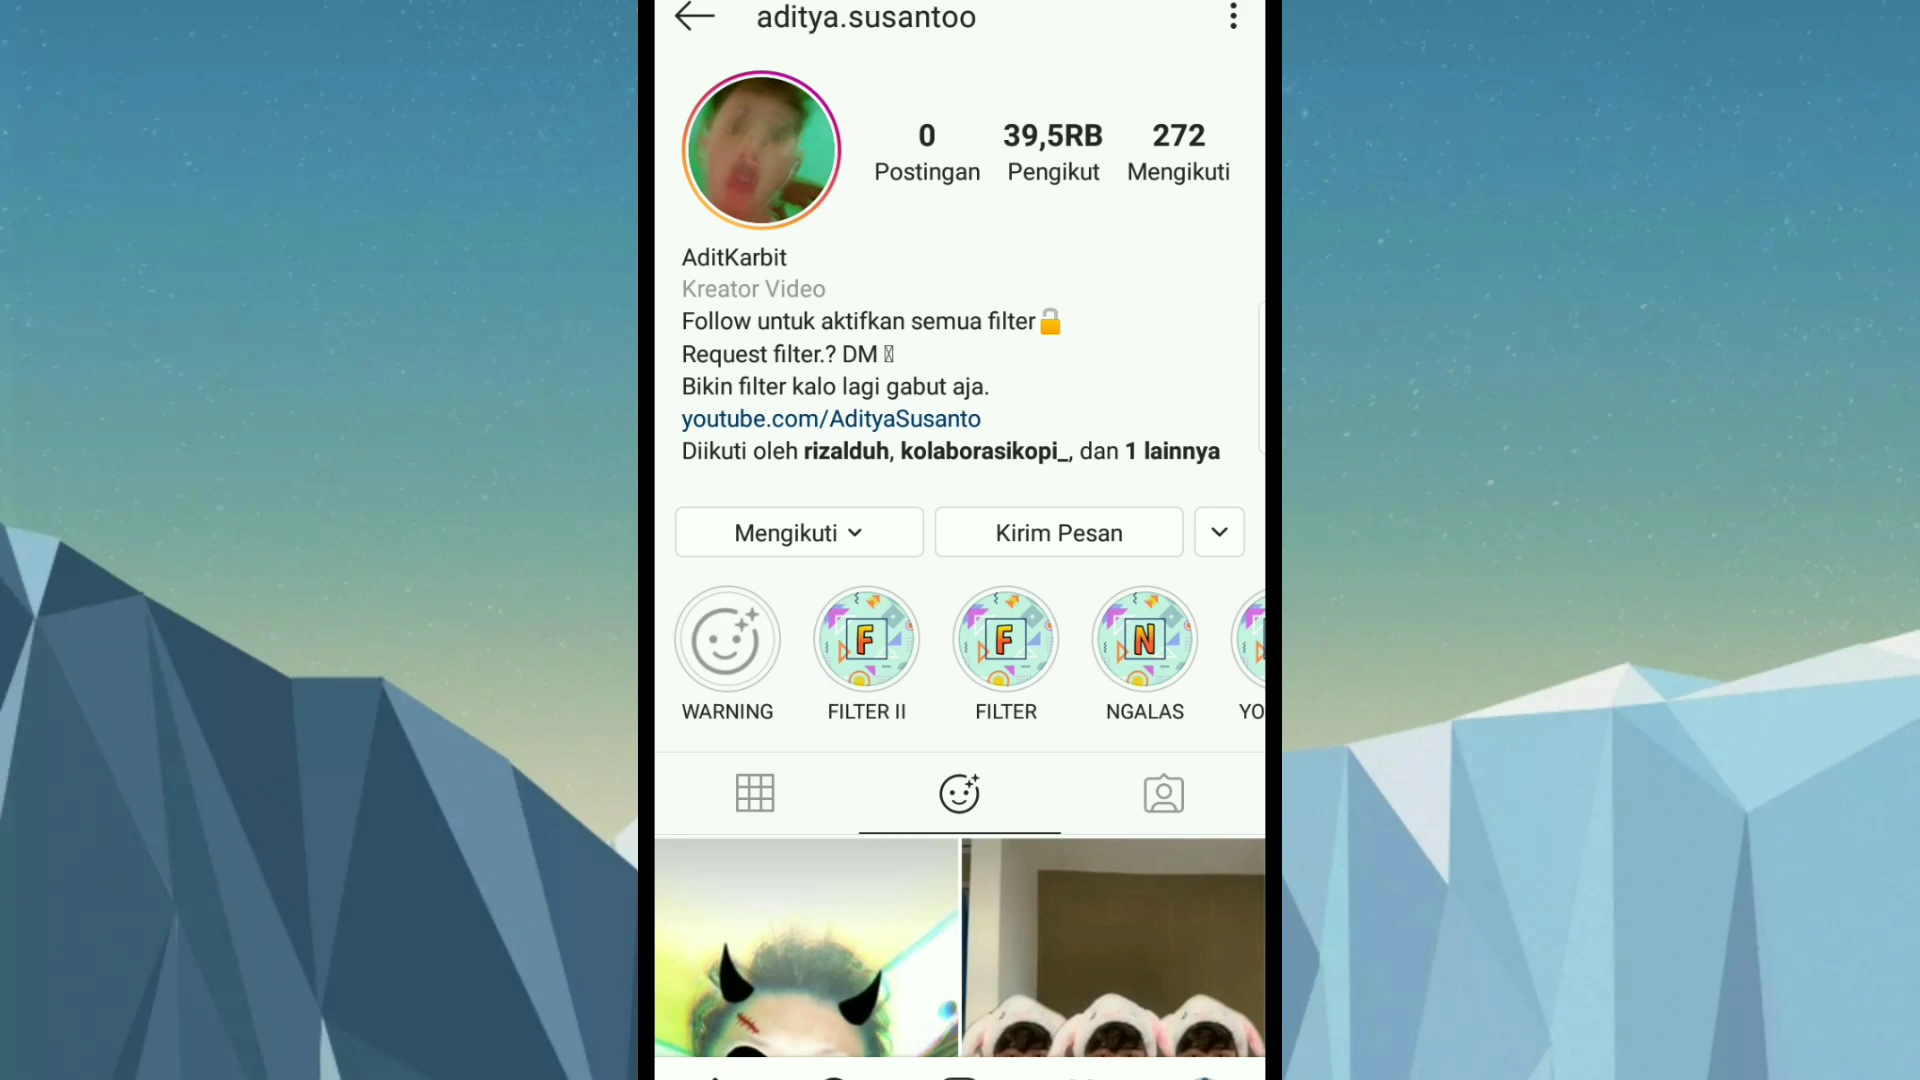 aditya.susantoo
0 39,5RB 272
Postingan Pengikut Mengikuti
AditKarbit
Kreator Video
Follow untuk aktifkan semua filter🔓
Request filter.? DM
Bikin filter kalo lagi gabut aja.
youtube.com/AdityaSusanto
Diikuti oleh rizalduh, kolaborasikopi_, dan 1 lainnya
Mengikuti Kirim Pesan
F F N
WARNING FILTER II FILTER NGALAS YO